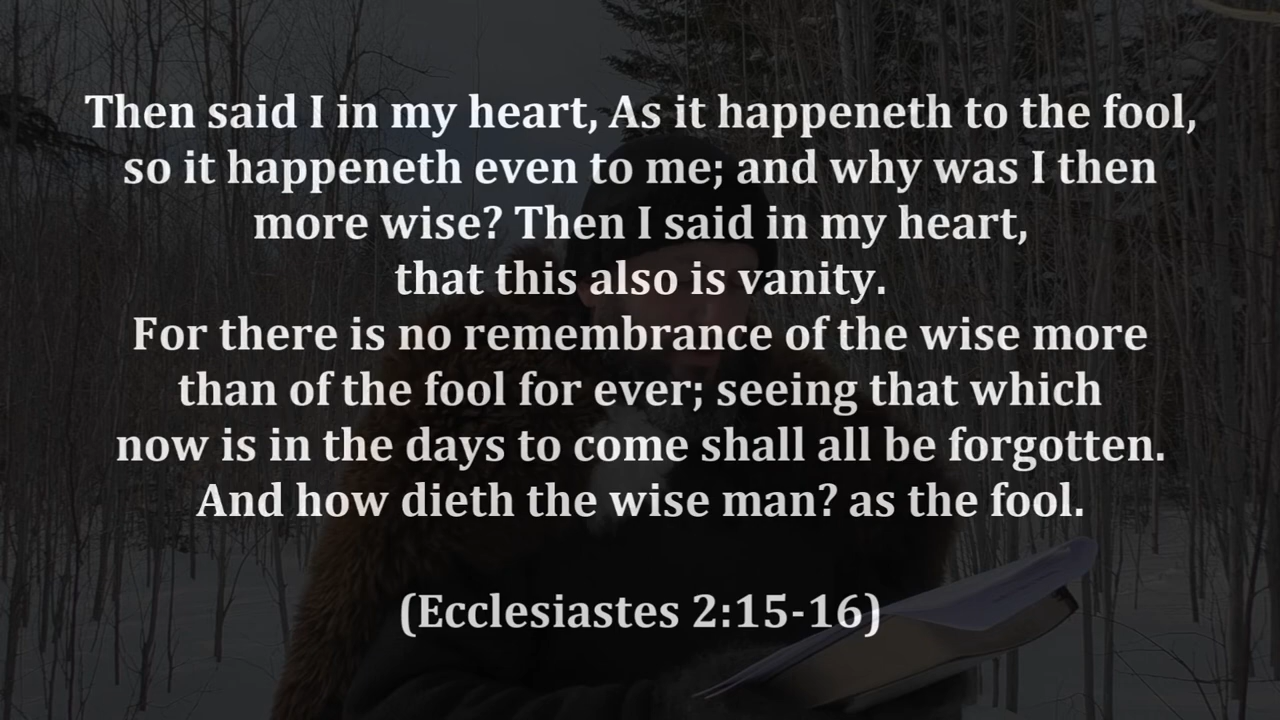 Then said I in my heart, As it happeneth to the fool,
so it happeneth even to me; and why was I then
more wise? Then I said in my heart,
that this also is vanity.
For there is no remembrance of the wise more
than of the fool for ever; seeing that which
now is in the days to come shall all be forgotten.
And how dieth the wise man? as the fool.
(Ecclesiastes 2:15-16)